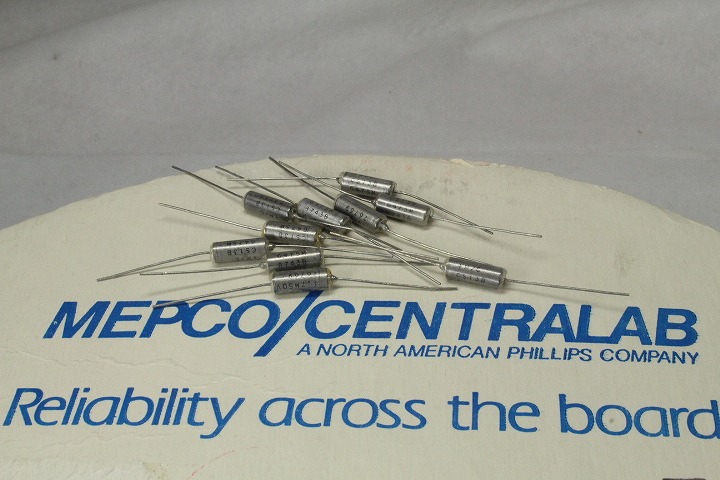 MEPCO/CENTRALAB
A NORTH AMERICAN PHILLIPS COMPANY
Reliability across the board